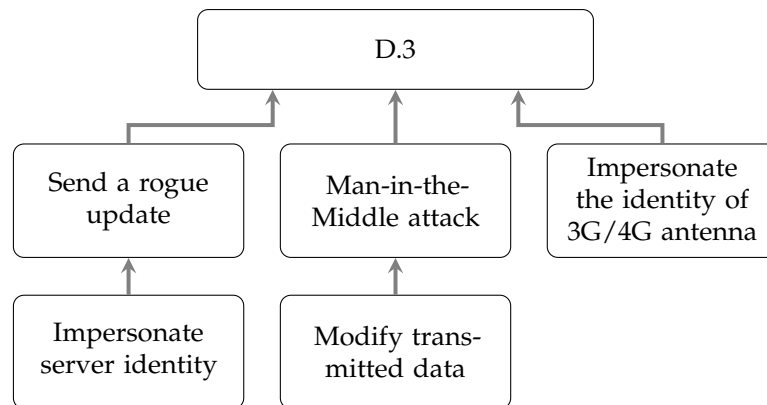 D.3
Send a rogue
update
Man-in-the-
Middle attack
Impersonate
the identity of
3G/4G antenna
Impersonate
server identity
Modify trans-
mitted data